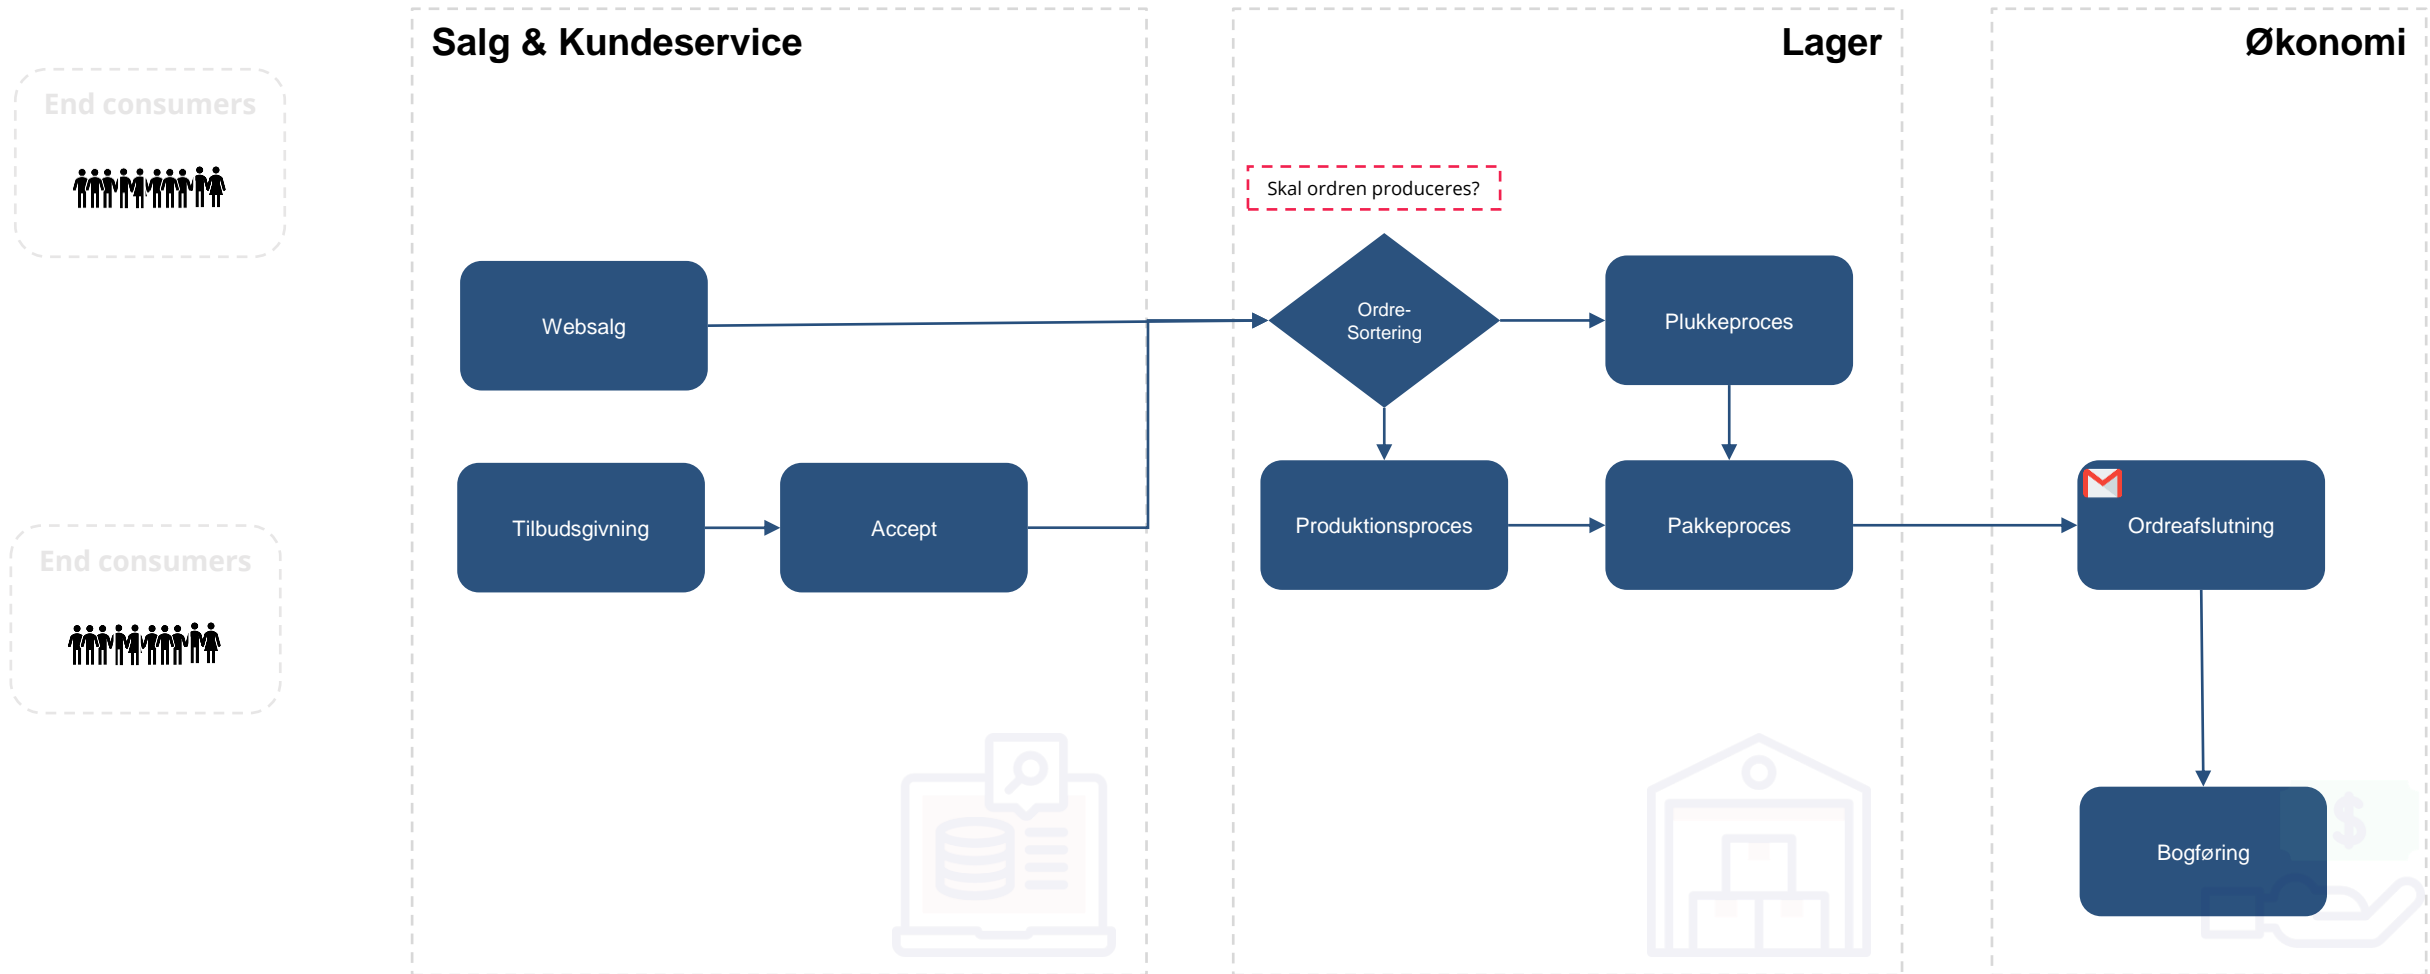 Salg & Kundeservice
Lager
Økonomi
End consumers
Skal ordren produceres?
Websalg
Ordre-
Sortering
Plukkeproces
Tilbudsgivning
Accept
Produktionsproces
Pakkeproces
Ordreafslutning
End consumers
Bogføring
$